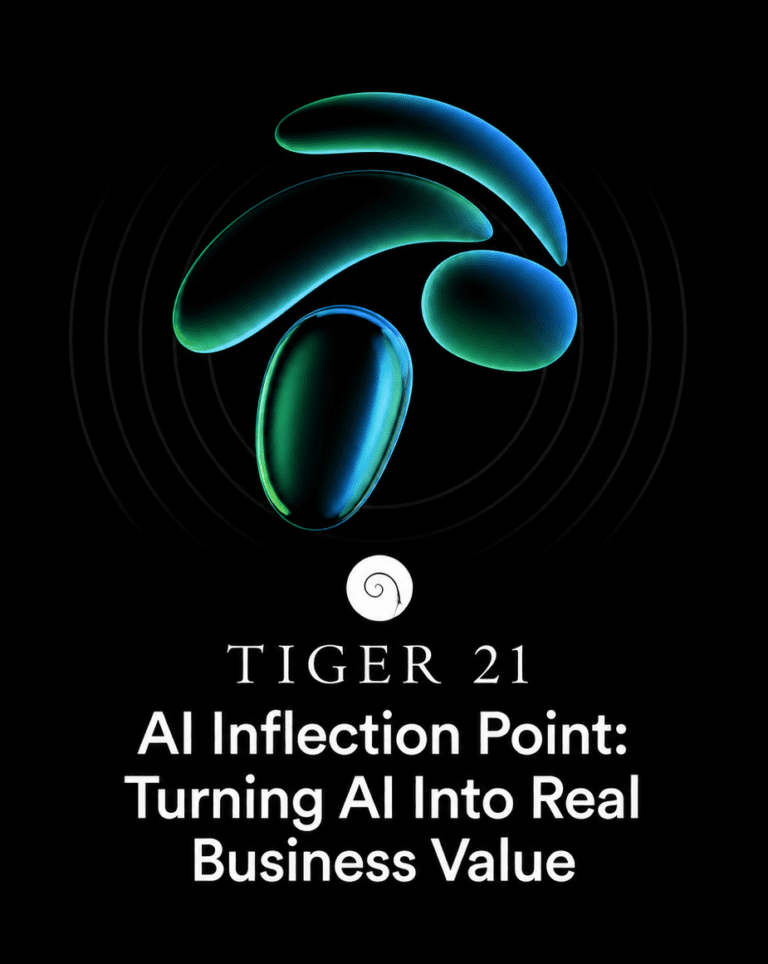 TIGER 21
AI Inflection Point:
Turning AI Into Real
Business Value